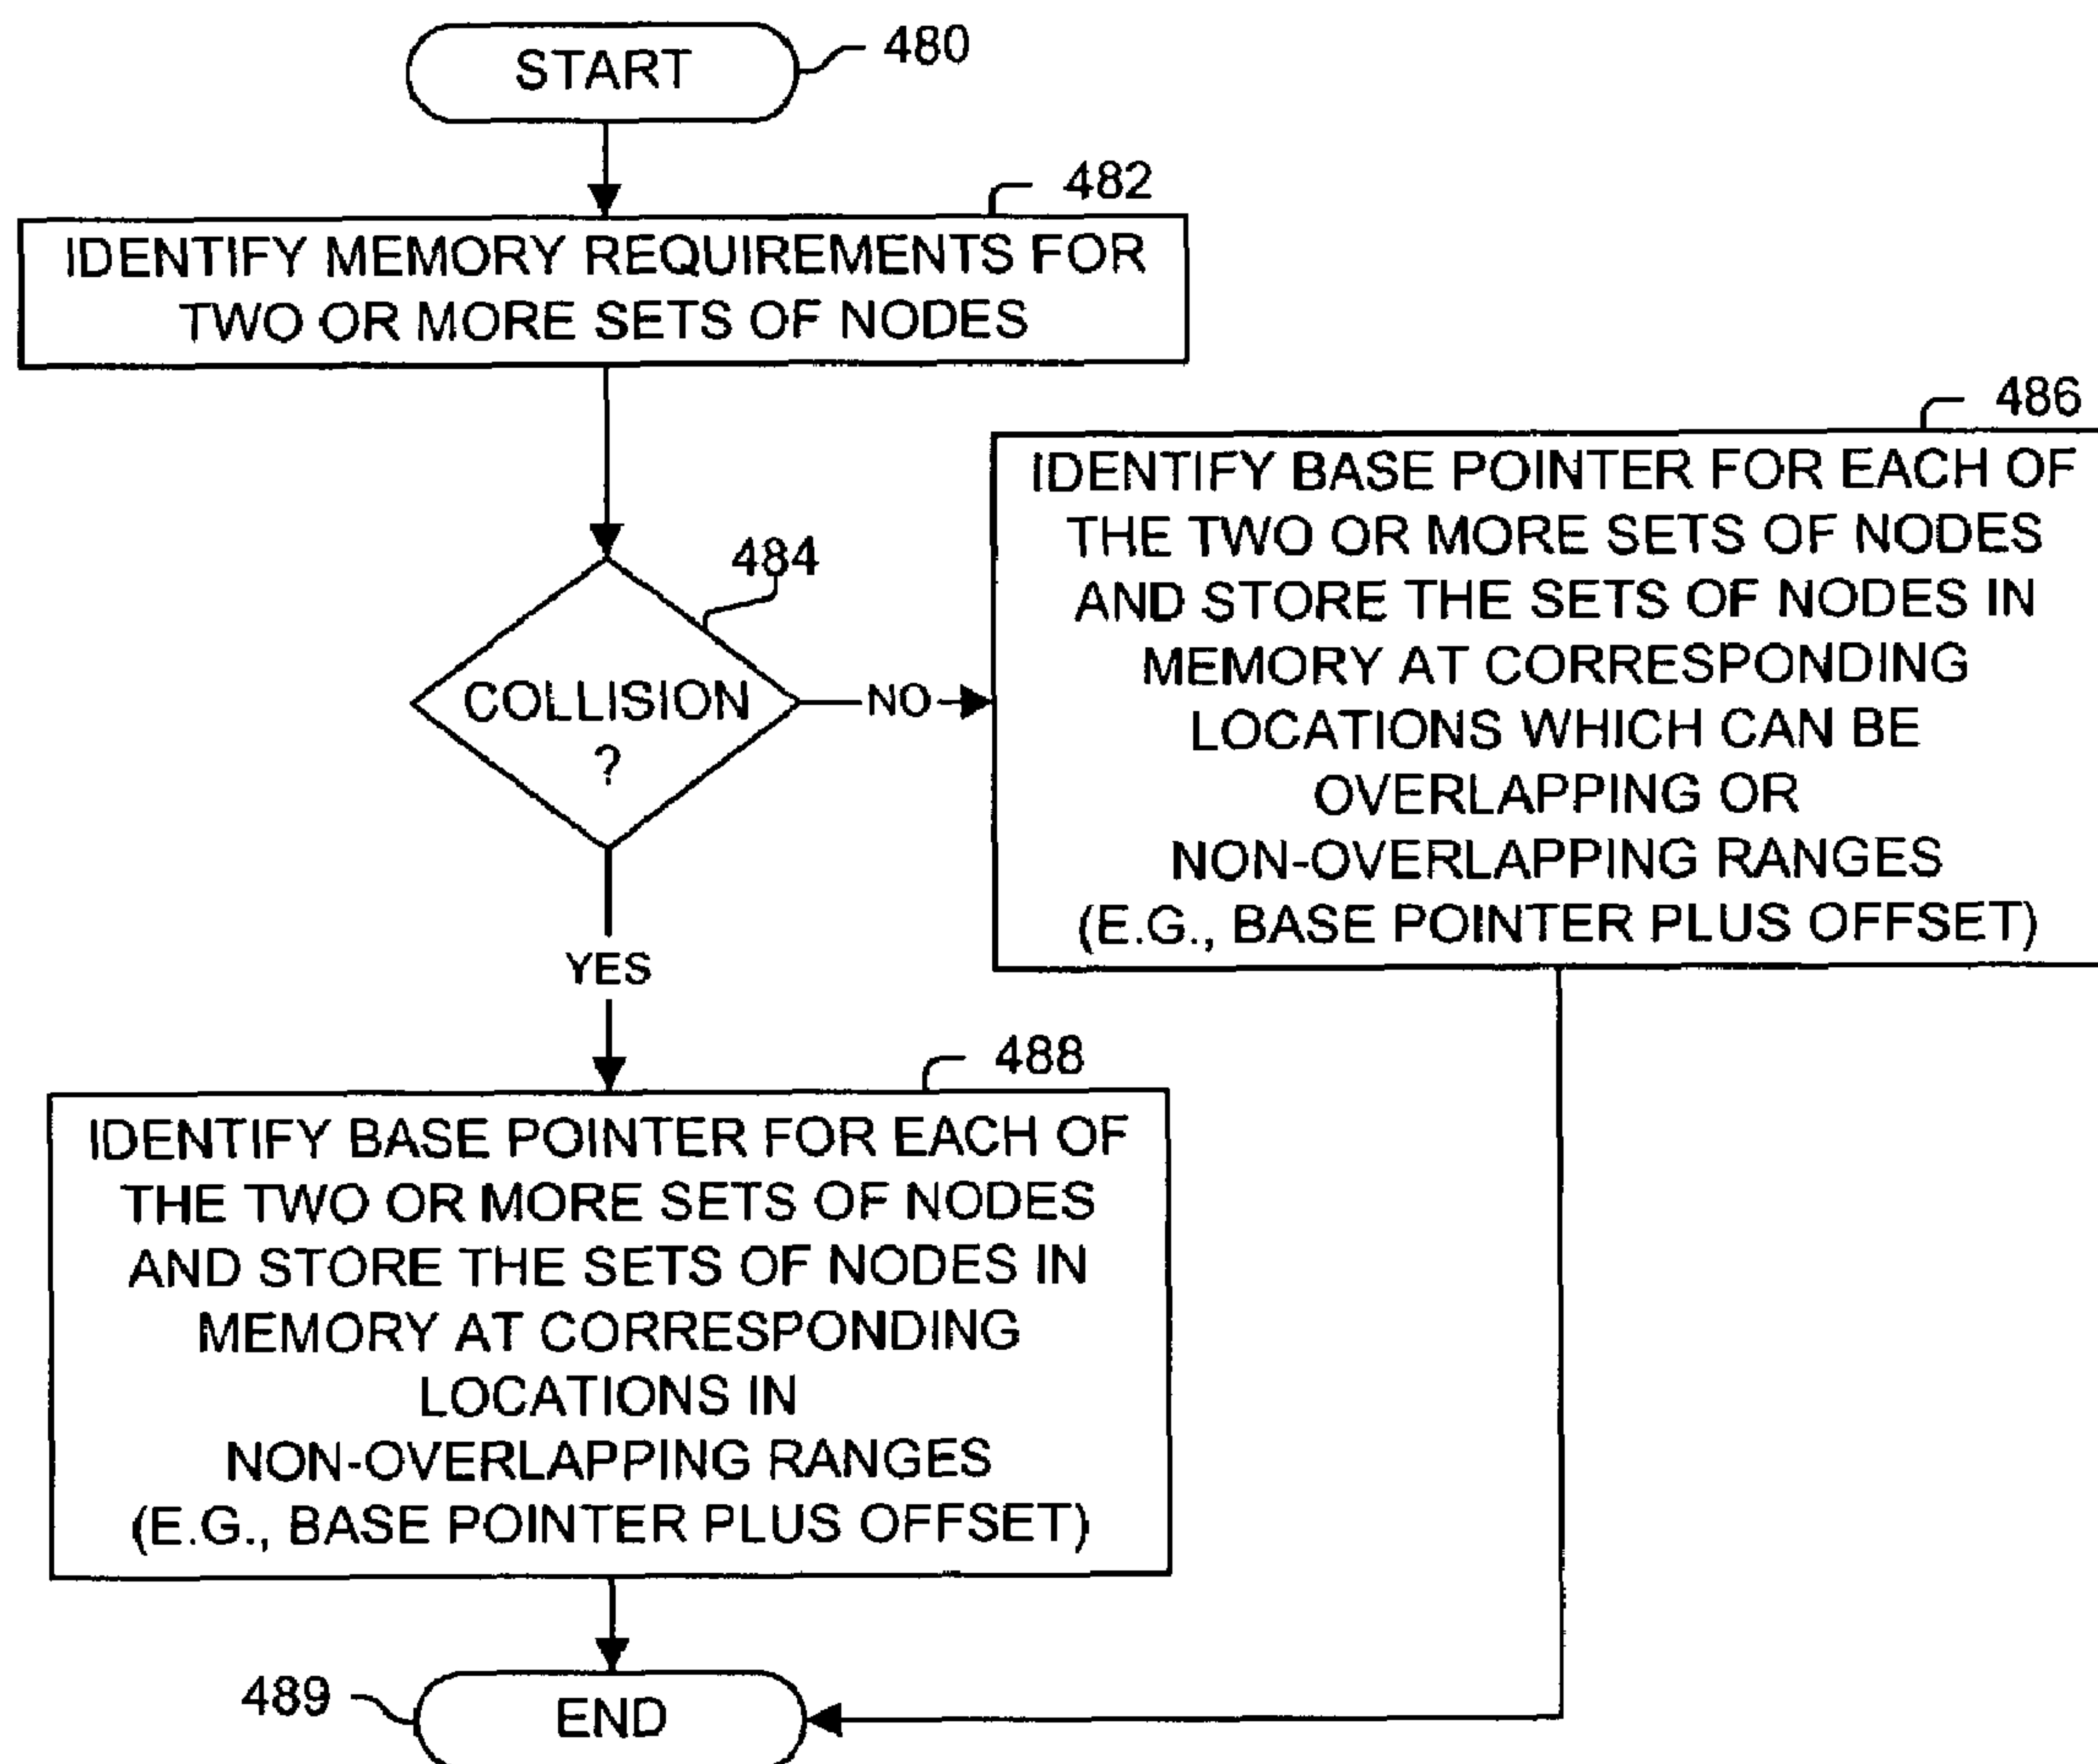 START
480
482
IDENTIFY MEMORY REQUIREMENTS FOR
TWO OR MORE SETS OF NODES
484
COLLISION
?
NO
486
IDENTIFY BASE POINTER FOR EACH OF
THE TWO OR MORE SETS OF NODES
AND STORE THE SETS OF NODES IN
MEMORY AT CORRESPONDING
LOCATIONS WHICH CAN BE
OVERLAPPING OR
NON-OVERLAPPING RANGES
(E.G., BASE POINTER PLUS OFFSET)
YES
488
IDENTIFY BASE POINTER FOR EACH OF
THE TWO OR MORE SETS OF NODES
AND STORE THE SETS OF NODES IN
MEMORY AT CORRESPONDING
LOCATIONS IN
NON-OVERLAPPING RANGES
(E.G., BASE POINTER PLUS OFFSET)
489
END